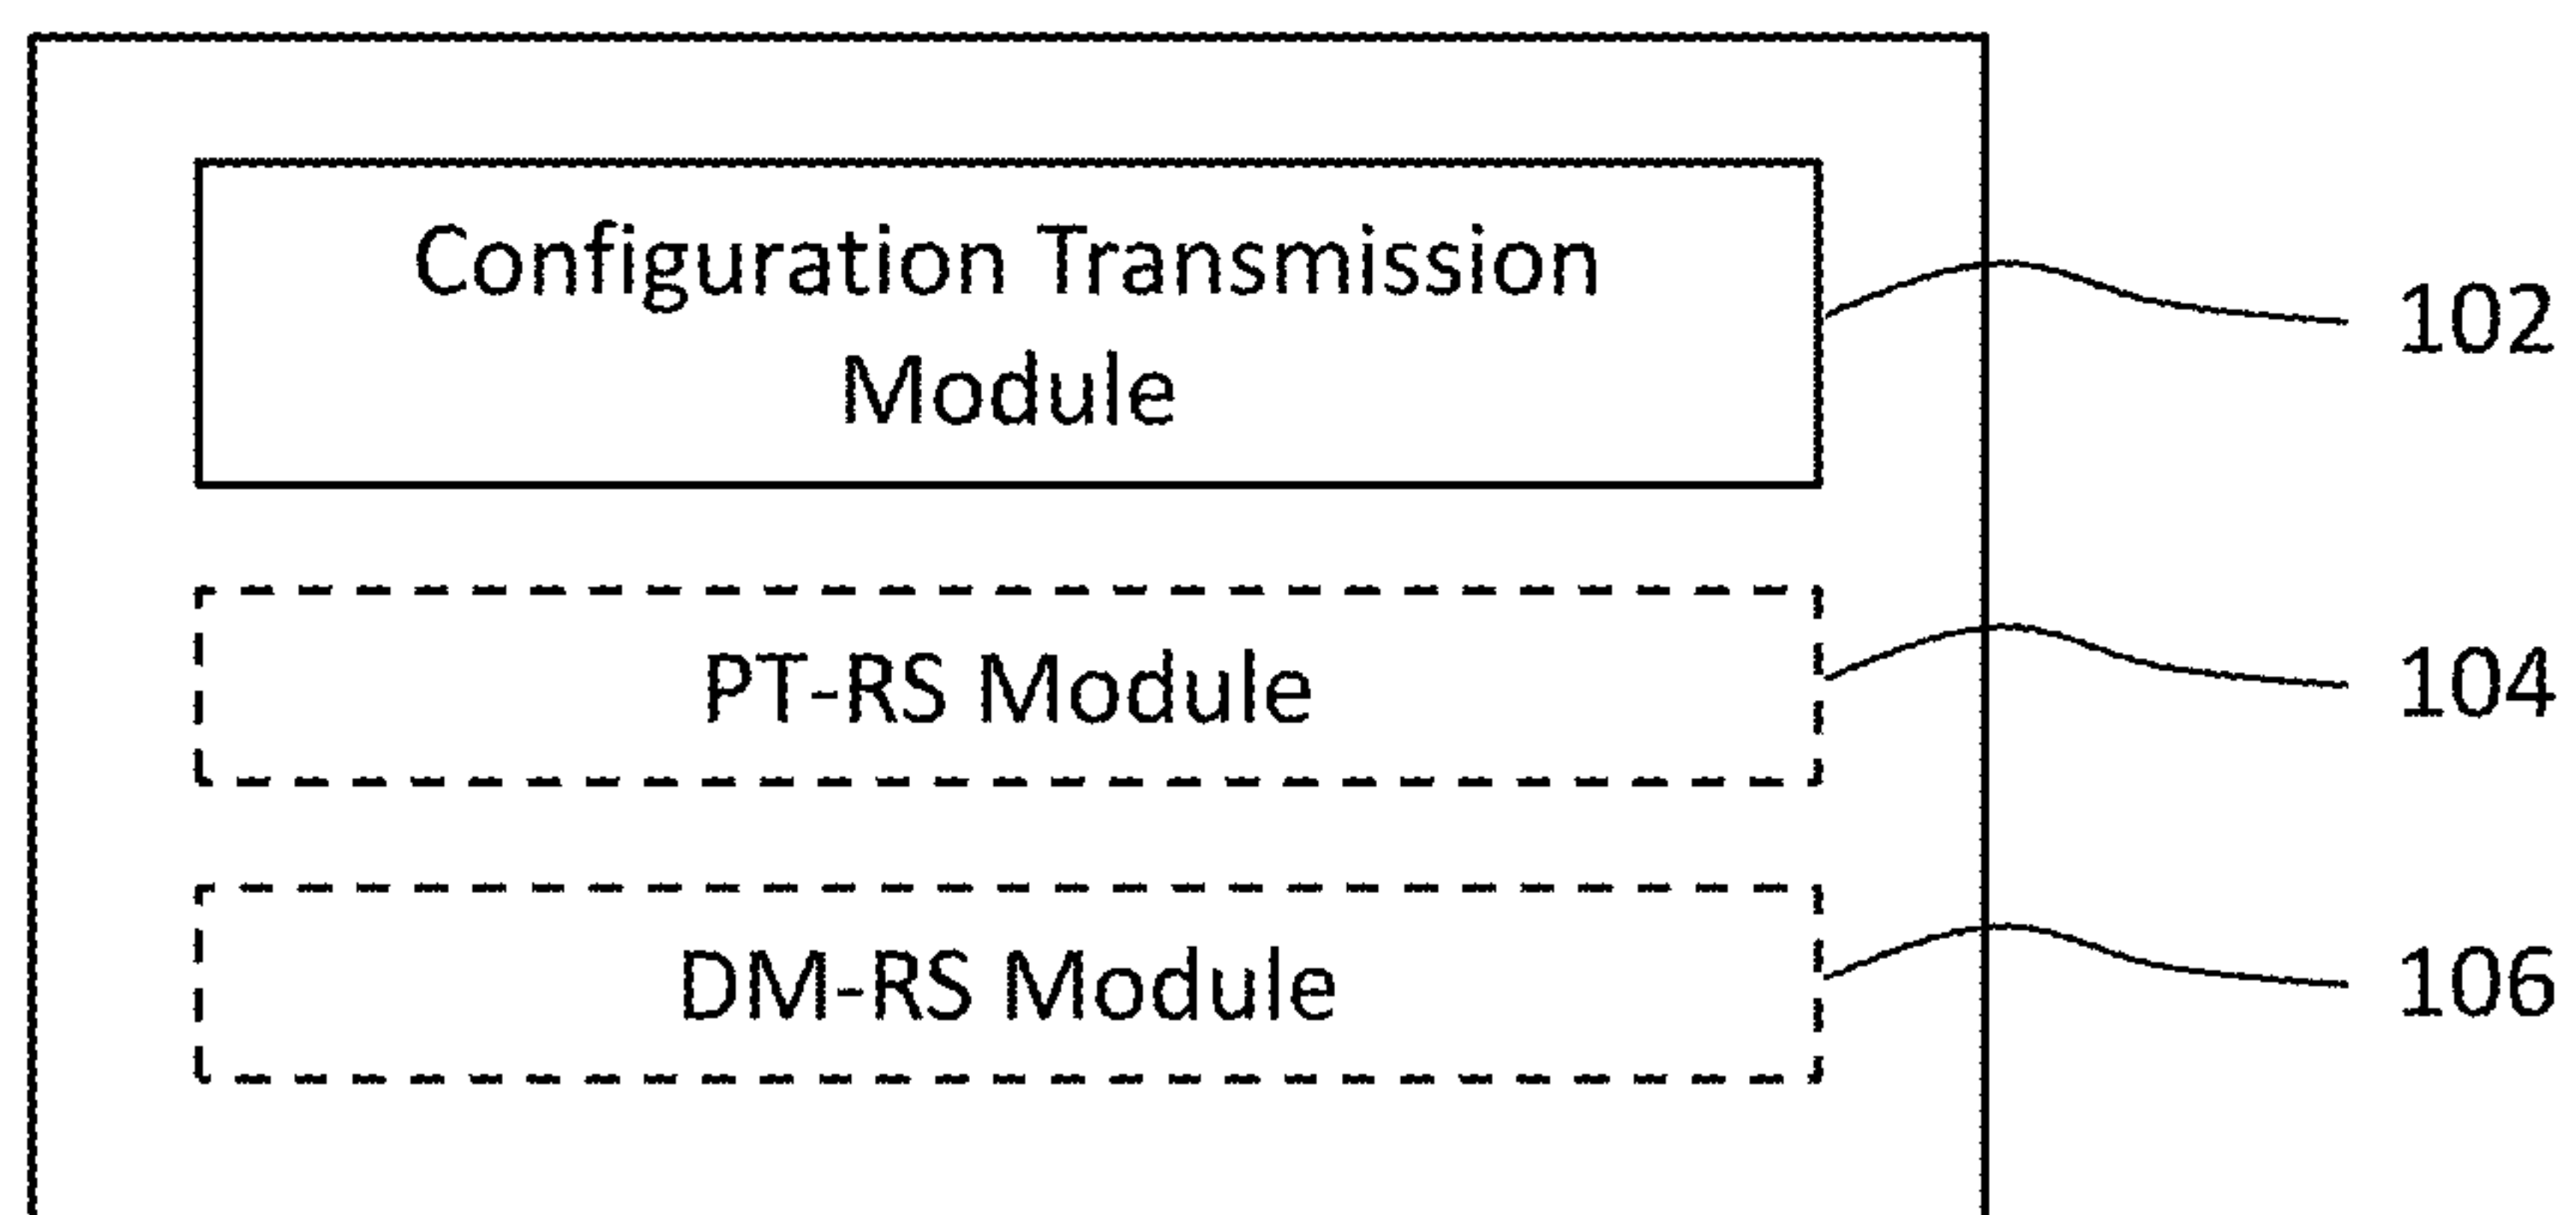 Configuration Transmission
Module
102
PT-RS Module
104
DM-RS Module
106